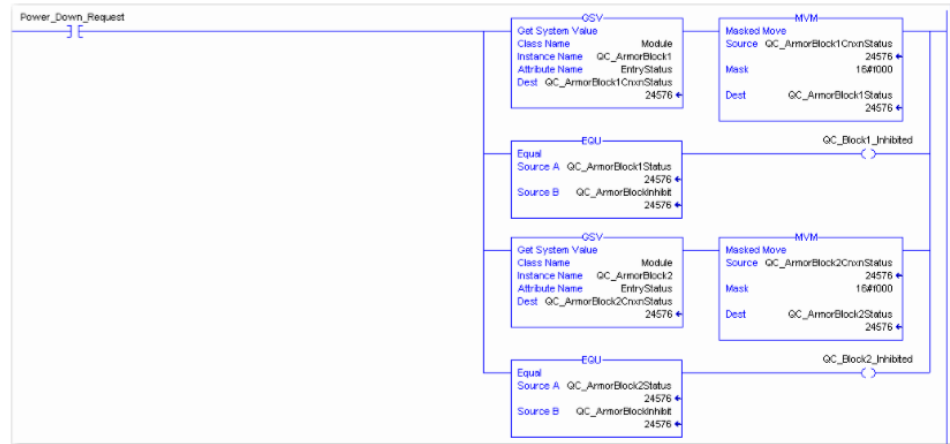 Power_Down_Request
GSV
Get System Value
Class Name Module
Instance Name QC_ArmorBlock1
Attribute Name EntryStatus
Dest QC_ArmorBlock1CnxnStatus
24576
MVM
Masked Move
Source QC_ArmorBlock1CnxnStatus
24576
Mask 16#f000
Dest QC_ArmorBlock1Status
24576
EQU
Equal
Source A QC_ArmorBlock1Status
24576
Source B QC_ArmorBlockInhibit
24576
QC_Block1_Inhibited
GSV
Get System Value
Class Name Module
Instance Name QC_ArmorBlock2
Attribute Name EntryStatus
Dest QC_ArmorBlock2CnxnStatus
24576
MVM
Masked Move
Source QC_ArmorBlock2CnxnStatus
24576
Mask 16#f000
Dest QC_ArmorBlock2Status
24576
EQU
Equal
Source A QC_ArmorBlock2Status
24576
Source B QC_ArmorBlockInhibit
24576
QC_Block2_Inhibited